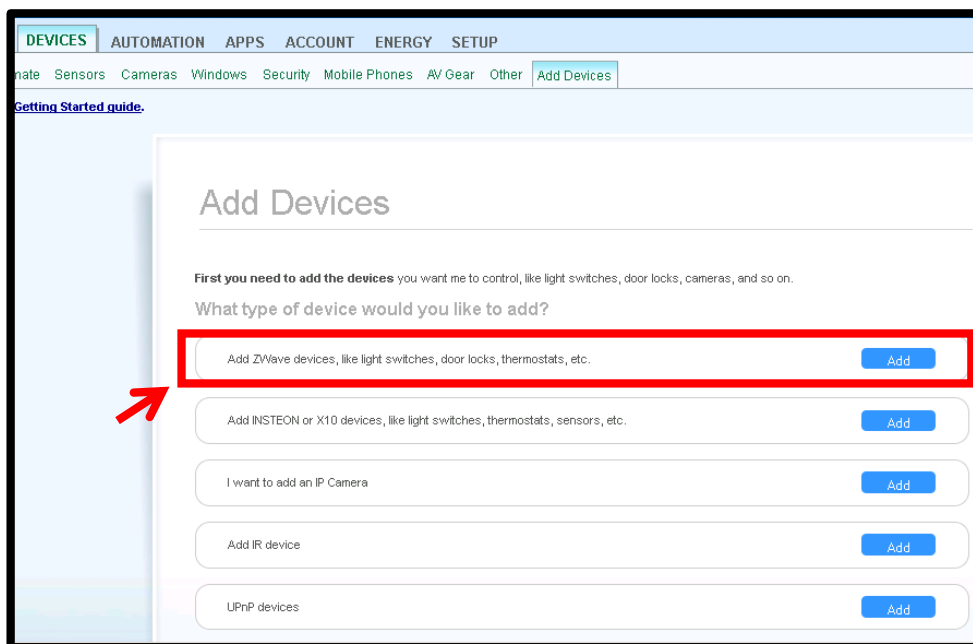 DEVICES AUTOMATION APPS ACCOUNT ENERGY SETUP
mate Sensors Cameras Windows Security Mobile Phones AV Gear Other Add Devices
Getting Started guide.
Add Devices
First you need to add the devices you want me to control, like light switches, door locks, cameras, and so on.
What type of device would you like to add?
Add ZWave devices, like light switches, door locks, thermostats, etc. Add
Add INSTEON or X10 devices, like light switches, thermostats, sensors, etc. Add
I want to add an IP Camera Add
Add IR device Add
UPnP devices Add